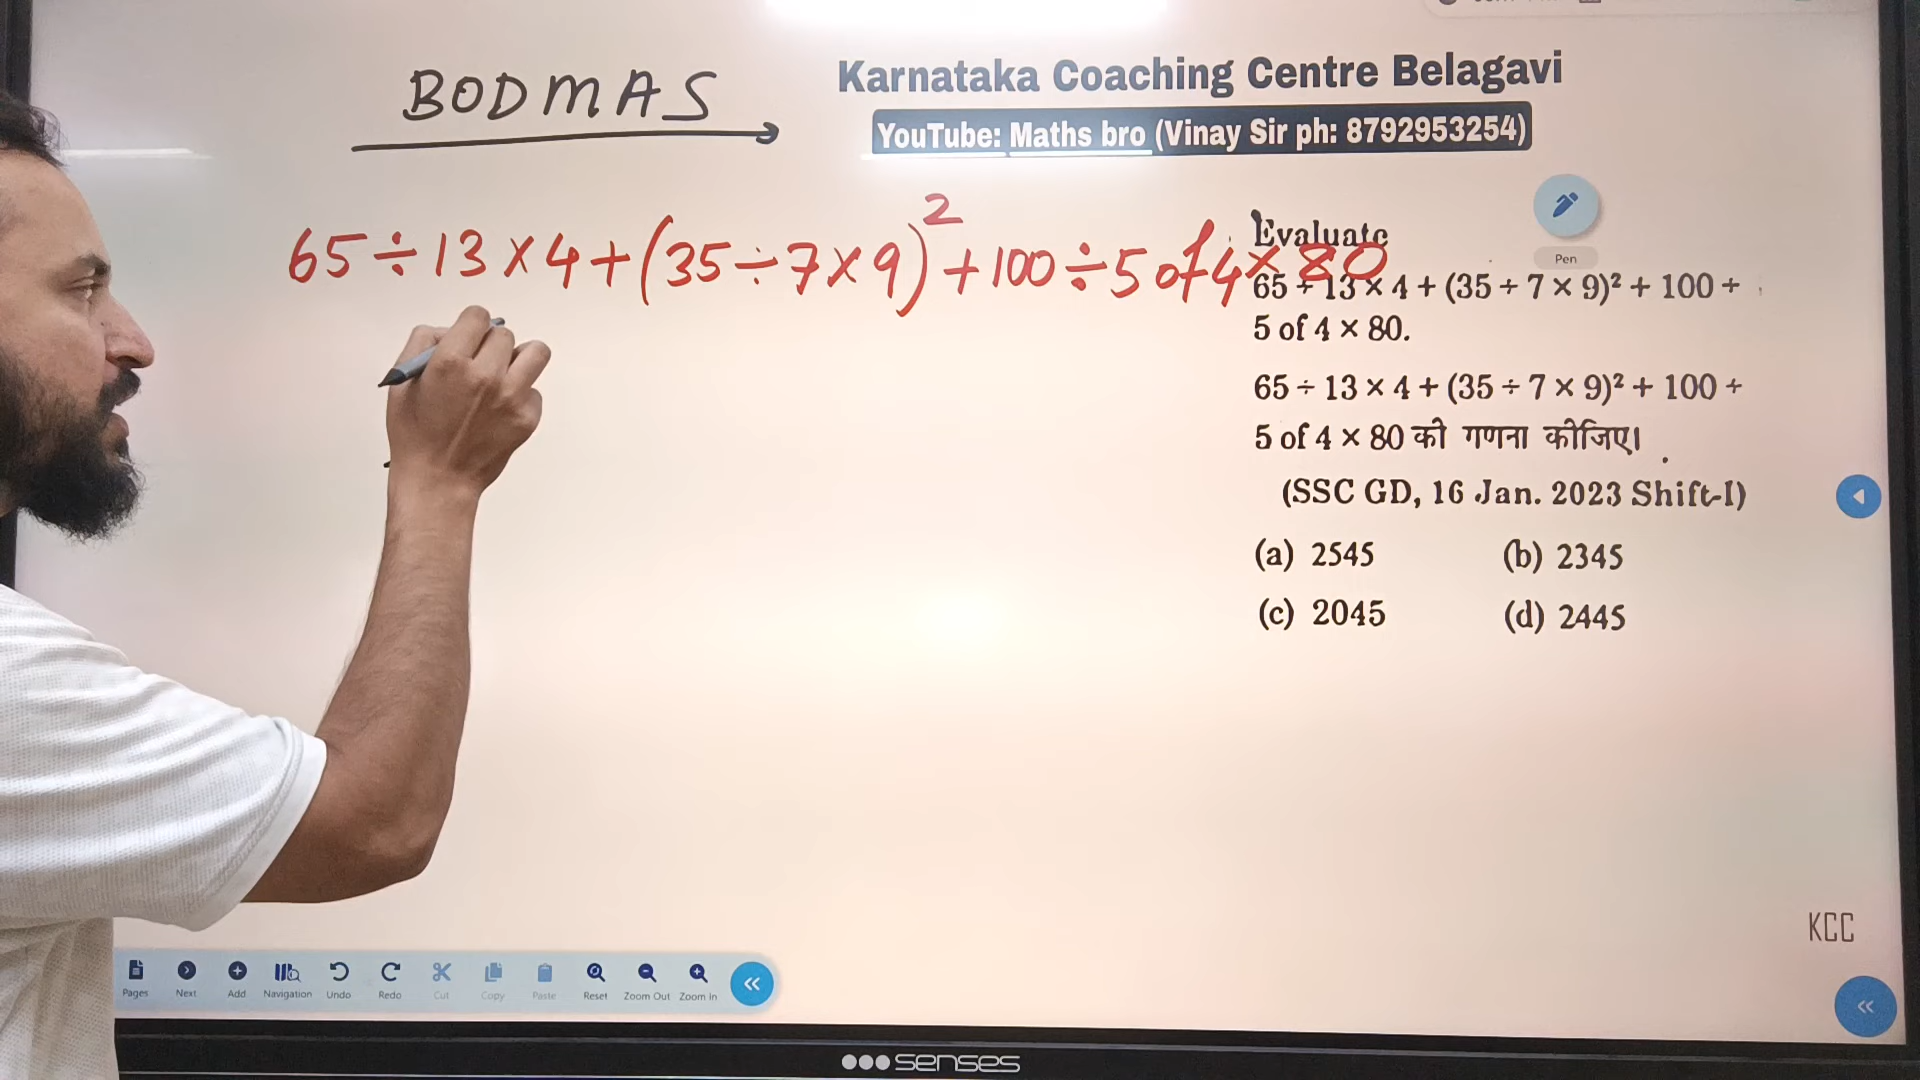 BODMAS
Karnataka Coaching Centre Belagavi
YouTube: Maths bro (Vinay Sir ph: 8792953254)
65 ÷ 13 × 4 + (35 ÷ 7 × 9)² + 100 ÷ 5 of 4 × 80
Pen
Evaluate
65 ÷ 13 × 4 + (35 ÷ 7 × 9)² + 100 ÷
5 of 4 × 80.
65 ÷ 13 × 4 + (35 ÷ 7 × 9)² + 100 ÷
5 of 4 × 80 की गणना कीजिए।
(SSC GD, 16 Jan. 2023 Shift-I)
(a) 2545 (b) 2345
(c) 2045 (d) 2445
KCC
Pages Next Add Navigation Undo Redo Cut Copy Paste Reset Zoom Out Zoom In
senses